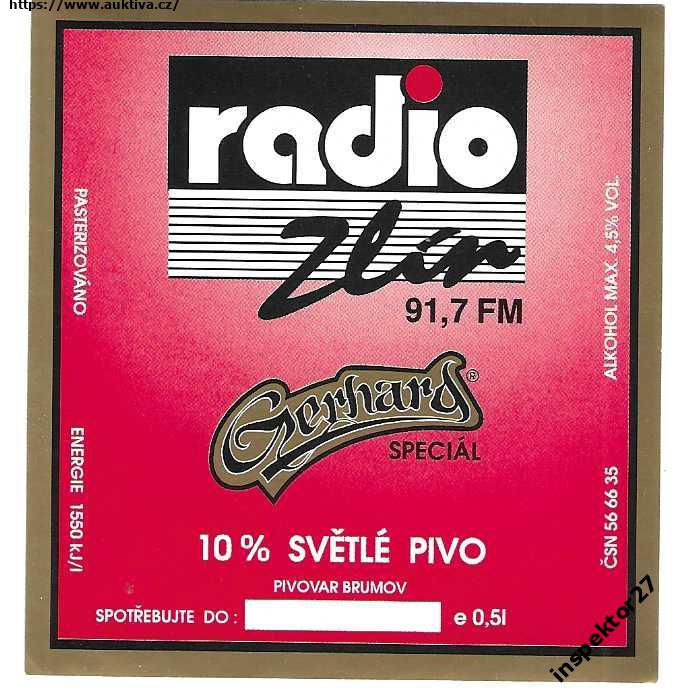 https://www.auktiva.cz/
radio
Zlín
91,7 FM
Gerhard®
SPECIÁL
10% SVĚTLÉ PIVO
PIVOVAR BRUMOV
SPOTŘEBUJTE DO :
e 0,5l
PASTERIZOVÁNO
ENERGIE 1550 kJ/l
ALKOHOL MAX. 4,5% VOL.
ČSN 56 66 35
inspektor27